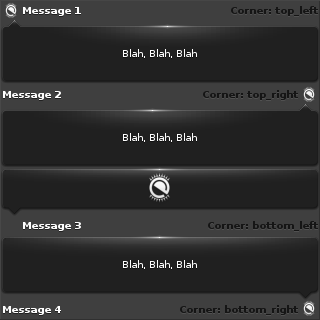 Message 1 Corner: top_left
Blah, Blah, Blah
Message 2 Corner: top_right
Blah, Blah, Blah
Message 3 Corner: bottom_left
Blah, Blah, Blah
Message 4 Corner: bottom_right